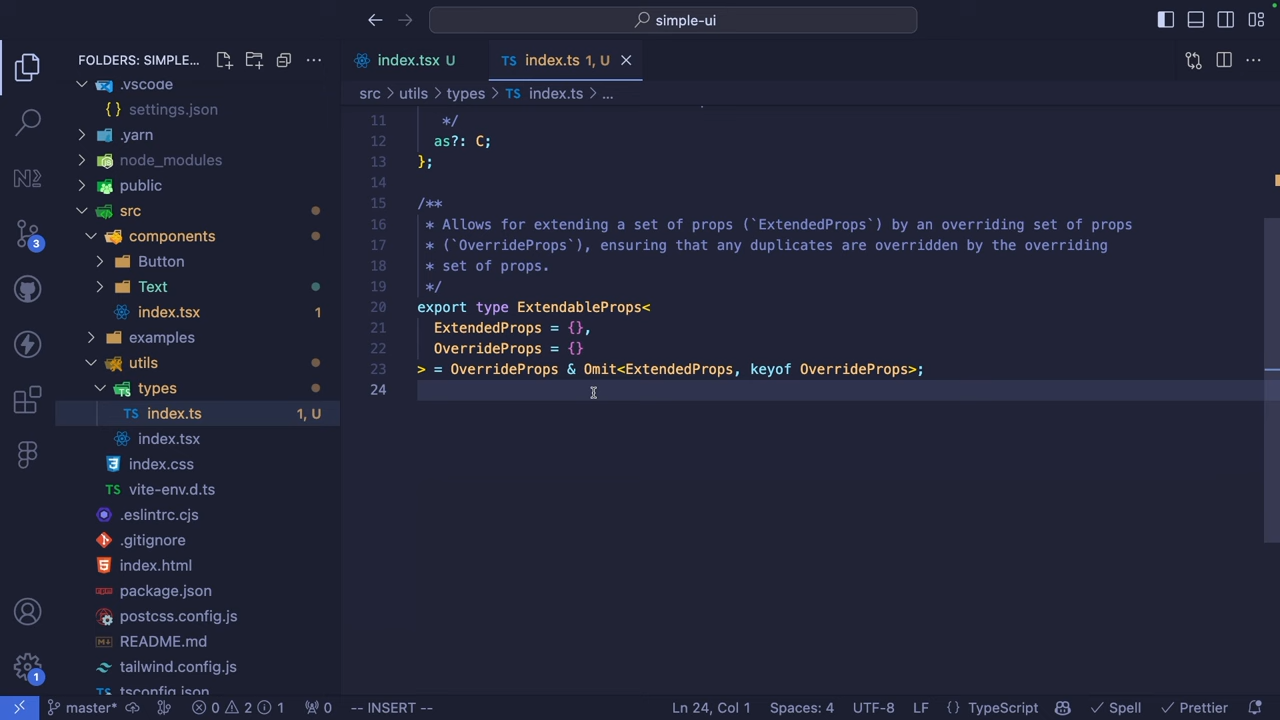 simple-ui
FOLDERS: SIMPLE...
index.tsx U
TS index.ts 1, U
src > utils > types > TS index.ts > ...
.vscode
{} settings.json
.yarn
node_modules
public
src
components
Button
Text
index.tsx 1
examples
utils
types
TS index.ts 1, U
index.tsx
index.css
TS vite-env.d.ts
.eslintrc.cjs
.gitignore
index.html
package.json
postcss.config.js
README.md
tailwind.config.js
tsconfig.json
3
1
11 */
12 as?: C;
13 };
14
15 /**
16 * Allows for extending a set of props (`ExtendedProps`) by an overriding set of props
17 * (`OverrideProps`), ensuring that any duplicates are overridden by the overriding
18 * set of props.
19 */
20 export type ExtendableProps<
21 ExtendedProps = {},
22 OverrideProps = {}
23 > = OverrideProps & Omit<ExtendedProps, keyof OverrideProps>;
24
master* 0 2 1 0 -- INSERT -- Ln 24, Col 1 Spaces: 4 UTF-8 LF {} TypeScript Spell Prettier